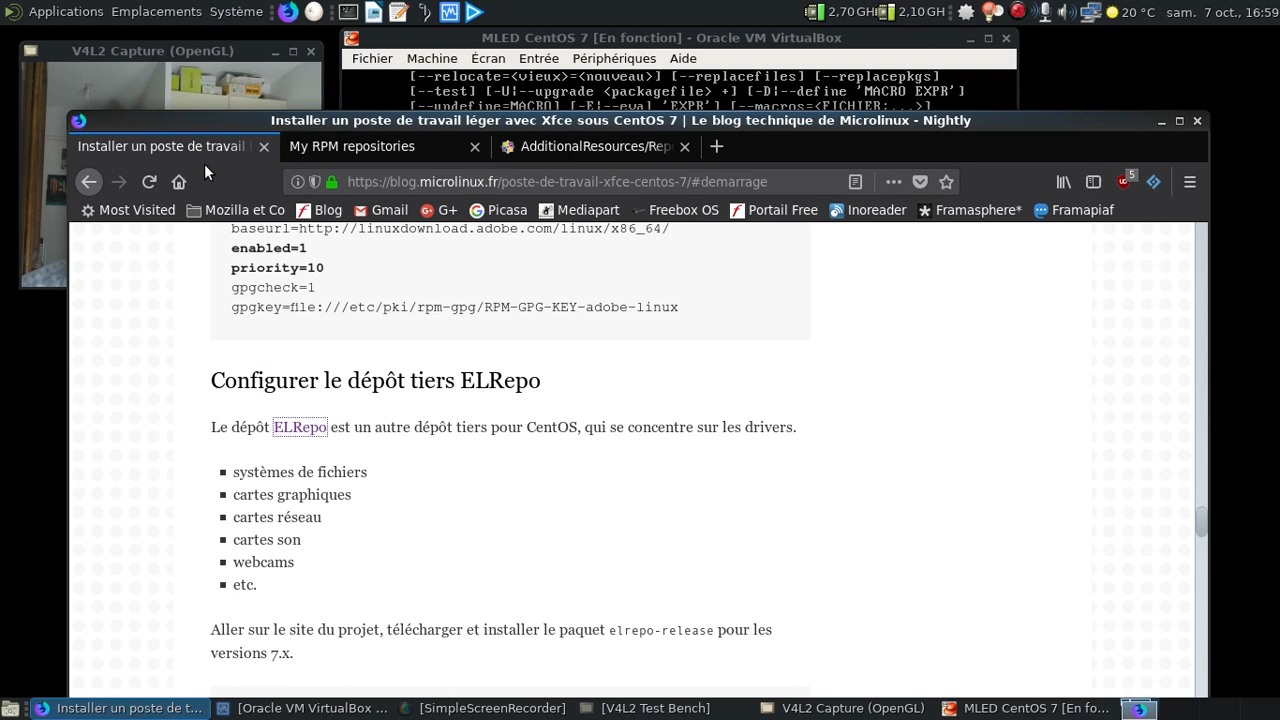 Applications Emplacements Système
2,70 GH 2,10 GH 20 °C sam. 7 oct., 16:59
V4L2 Capture (OpenGL)
MLED CentOS 7 [En fonction] - Oracle VM VirtualBox
Fichier Machine Écran Entrée Périphériques Aide
[--relocate=<vieux>=<nouveau>] [--replacefiles] [--replacepkgs]
[--test] [-U|--upgrade <packagefile> +] [-D|--define 'MACRO EXPR']
[--undefine=MACRO] [-E|--eval 'EXPR'] [--macros=<FICHIER:...>]
Installer un poste de travail léger avec Xfce sous CentOS 7 | Le blog technique de Microlinux - Nightly
Installer un poste de travail
My RPM repositories
AdditionalResources/Rep
https://blog.microlinux.fr/poste-de-travail-xfce-centos-7/#demarrage
5
Most Visited Mozilla et Co Blog Gmail G+ Picasa Mediapart Freebox OS Portail Free Inoreader Framasphere* Framapiaf
baseurl=http://linuxdownload.adobe.com/linux/x86_64/
enabled=1
priority=10
gpgcheck=1
gpgkey=file:///etc/pki/rpm-gpg/RPM-GPG-KEY-adobe-linux
Configurer le dépôt tiers ELRepo
Le dépôt ELRepo est un autre dépôt tiers pour CentOS, qui se concentre sur les drivers.
systèmes de fichiers
cartes graphiques
cartes réseau
cartes son
webcams
etc.
Aller sur le site du projet, télécharger et installer le paquet elrepo-release pour les
versions 7.x.
Installer un poste de t... [Oracle VM VirtualBox ... [SimpleScreenRecorder] [V4L2 Test Bench] V4L2 Capture (OpenGL) MLED CentOS 7 [En fo...